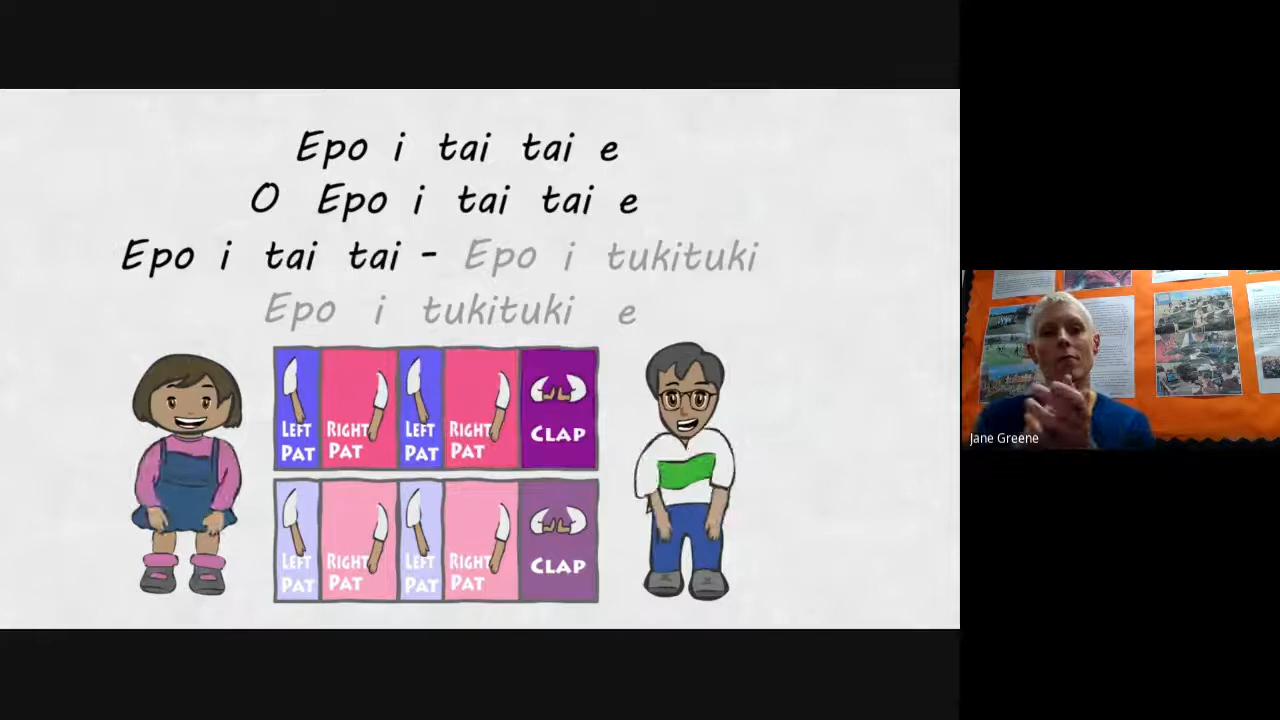 Epo i tai tai e
O Epo i tai tai e
Epo i tai tai - Epo i tukituki
Epo i tukituki e
LEFT PAT
RIGHT PAT
LEFT PAT
RIGHT PAT
CLAP
LEFT PAT
RIGHT PAT
LEFT PAT
RIGHT PAT
CLAP
Jane Greene